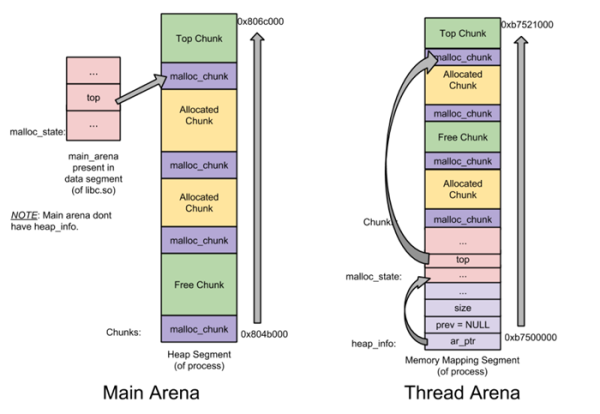 0x806c000
Top Chunk
malloc_chunk
Allocated
Chunk
malloc_chunk
Allocated
Chunk
malloc_chunk
Free Chunk
Chunks:
malloc_chunk
0x804b000
Heap Segment
(of process)
...
top
...
malloc_state:
main_arena
present in
data segment
(of libc.so)
NOTE: Main arena dont
have heap_info.
Main Arena
0xb7521000
Top Chunk
malloc_chunk
Allocated
Chunk
malloc_chunk
Free Chunk
malloc_chunk
Allocated
Chunk
Chunk
malloc_chunk
...
top
malloc_state:
...
...
size
prev = NULL
0xb7500000
heap_info:
ar_ptr
Memory Mapping Segment
(of process)
Thread Arena